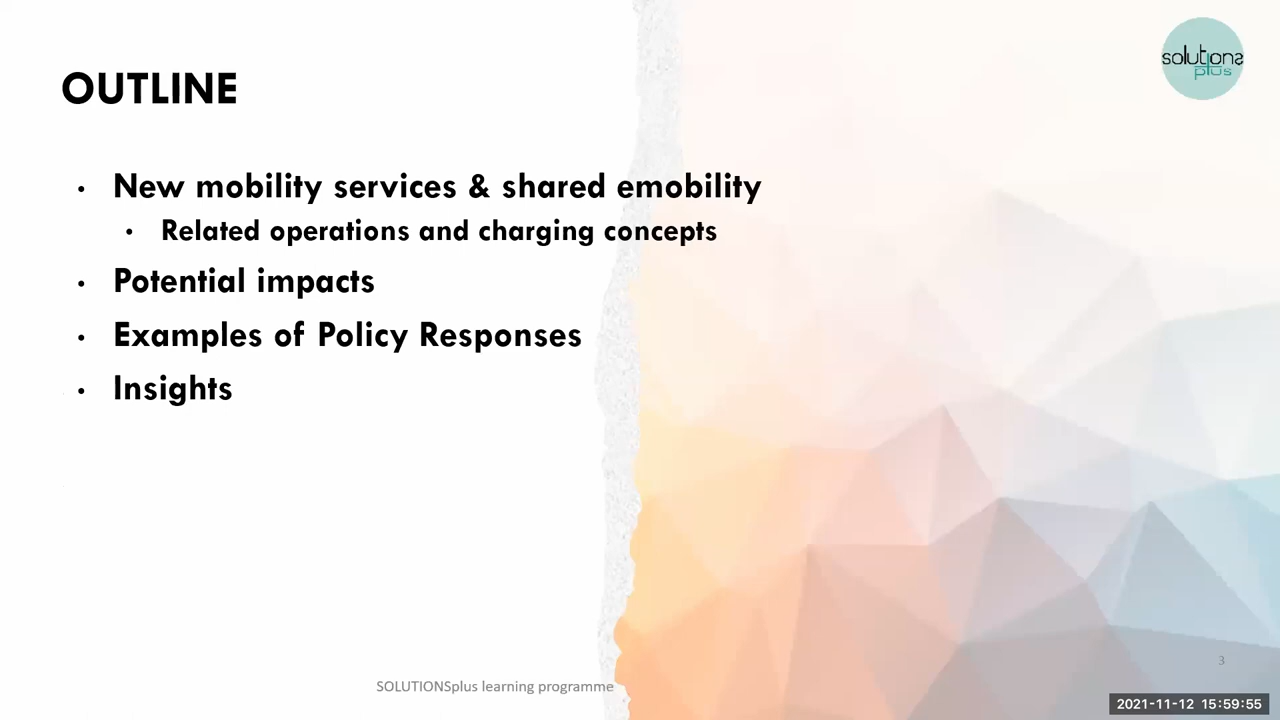 solutions
plus
OUTLINE
• New mobility services & shared emobility
• Related operations and charging concepts
• Potential impacts
• Examples of Policy Responses
• Insights
3
SOLUTIONSplus learning programme
2021-11-12 15:59:55